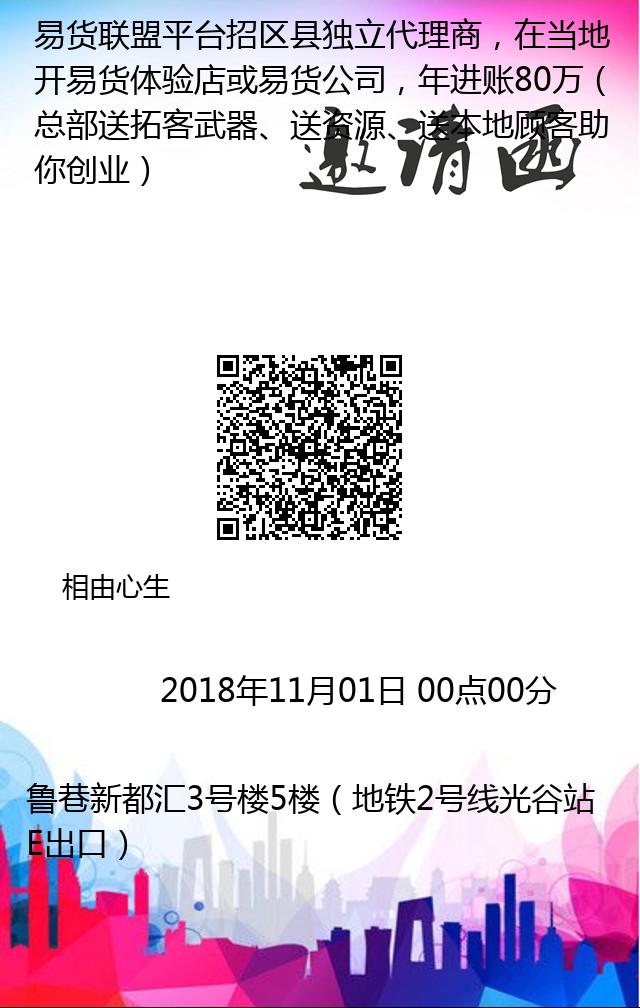 易货联盟平台招区县独立代理商，在当地
开易货体验店或易货公司，年进账80万（
总部送拓客武器、送资源、送本地顾客助
你创业）
邀请函
相由心生
2018年11月01日 00点00分
鲁巷新都汇3号楼5楼（地铁2号线光谷站
E出口）